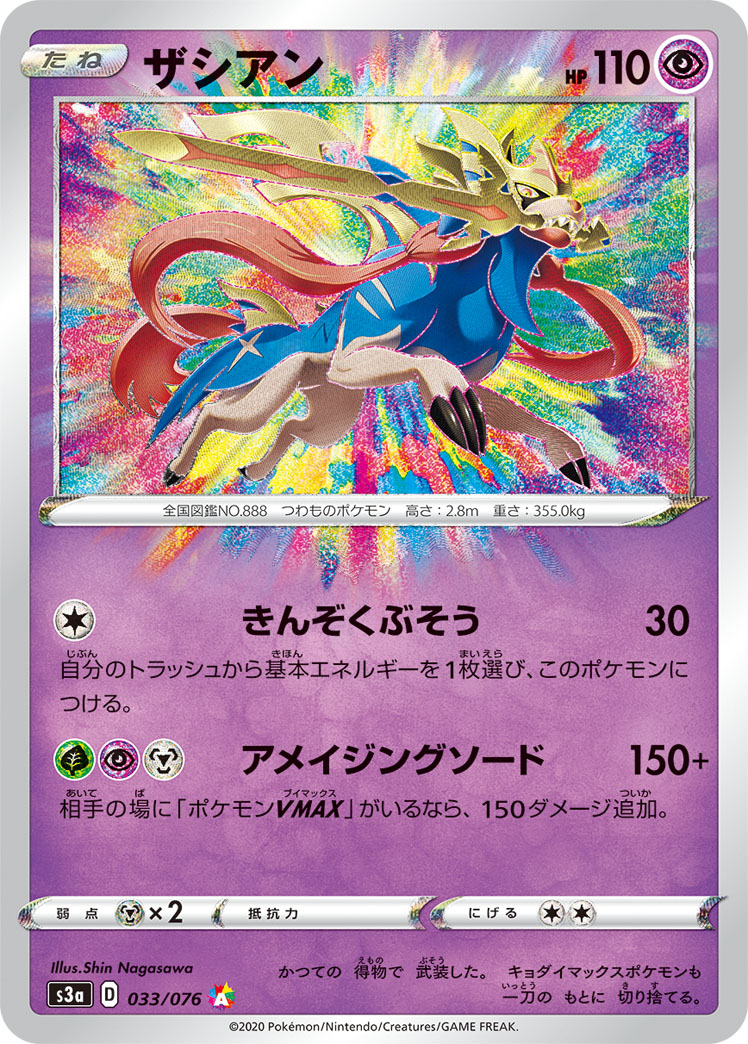 たね ザシアン HP 110
全国図鑑NO.888 つわものポケモン 高さ：2.8m 重さ：355.0kg
きんぞくぶそう 30
自分のトラッシュから基本エネルギーを1枚選び、このポケモンに
つける。
アメイジングソード 150+
相手の場に「ポケモンVMAX」がいるなら、150ダメージ追加。
弱点 ×2 抵抗力 にげる
Illus.Shin Nagasawa
かつての 得物で 武装した。 キョダイマックスポケモンも
一刀の もとに 切り捨てる。
s3a D 033/076 A
©2020 Pokémon/Nintendo/Creatures/GAME FREAK.